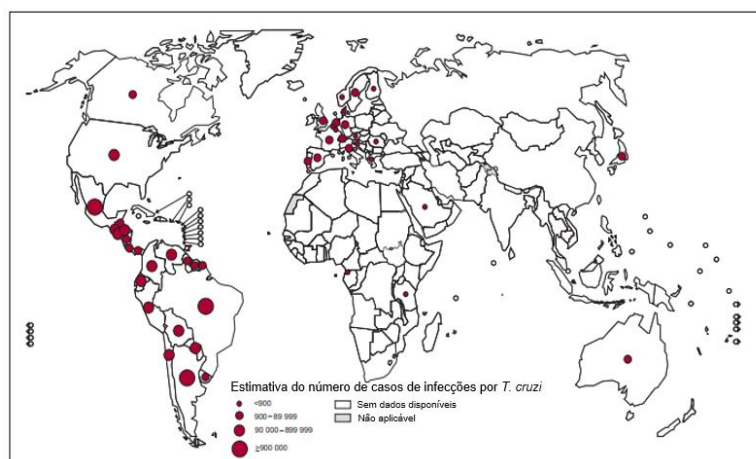 Estimativa do número de casos de infecções por T. cruzi
<900
900 – 89 999
90 000 – 899 999
≥900 000
Sem dados disponíveis
Não aplicável